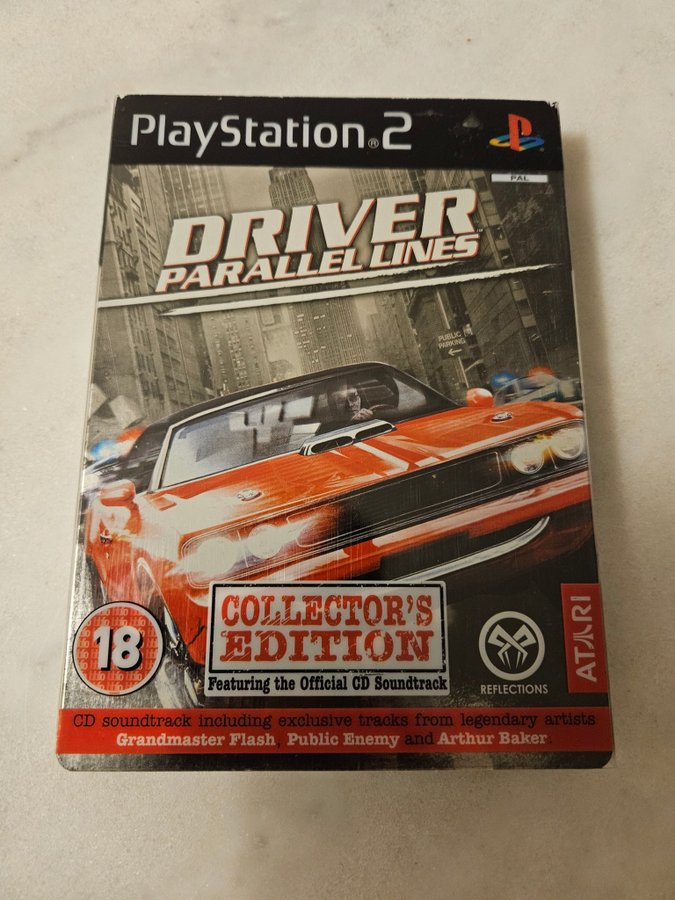 PlayStation®2
PAL
DRIVER
PARALLEL LINES™
PUBLIC
PARKING
18
COLLECTOR'S
EDITION
Featuring the Official CD Soundtrack
REFLECTIONS
ATARI
CD soundtrack including exclusive tracks from legendary artists
Grandmaster Flash, Public Enemy and Arthur Baker.